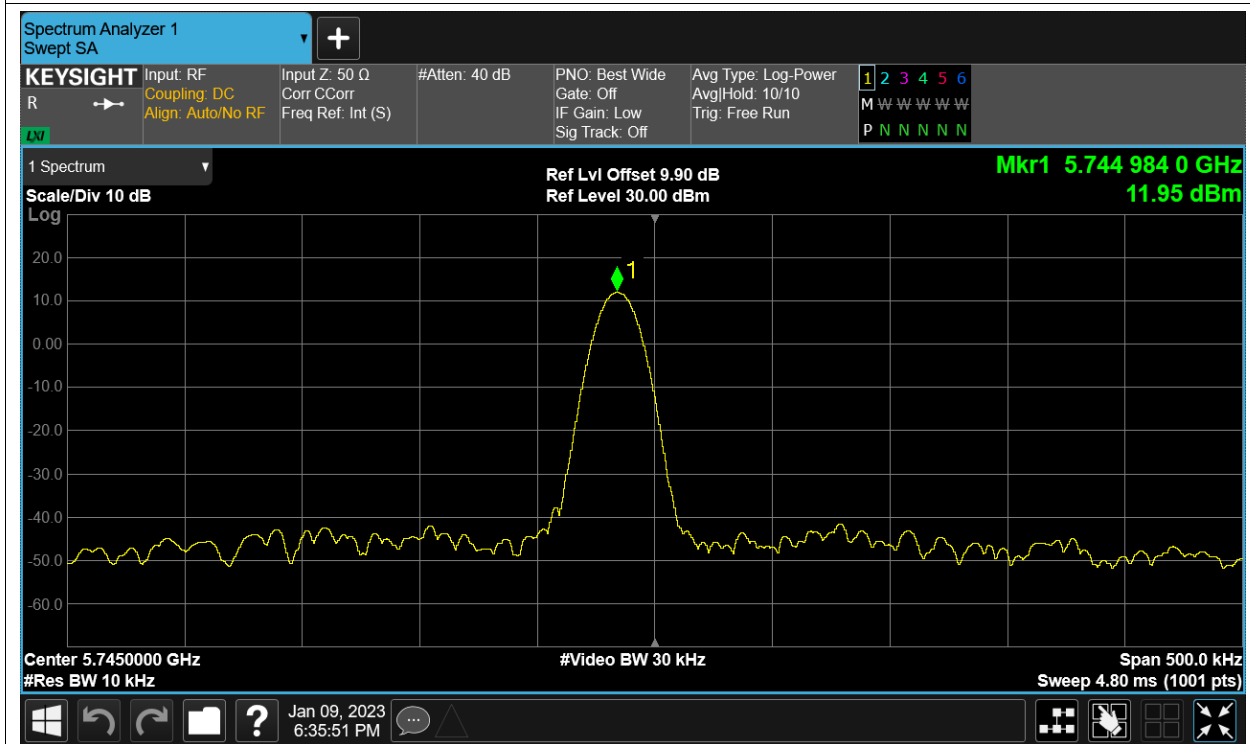 Spectrum Analyzer 1
Swept SA
KEYSIGHT
R
LXI
Input: RF
Coupling: DC
Align: Auto/No RF
Input Z: 50 Ω
Corr CCorr
Freq Ref: Int (S)
#Atten: 40 dB
PNO: Best Wide
Gate: Off
IF Gain: Low
Sig Track: Off
Avg Type: Log-Power
Avg|Hold: 10/10
Trig: Free Run
1 2 3 4 5 6
M W W W W W
P N N N N N
1 Spectrum
Scale/Div 10 dB
Log
Ref Lvl Offset 9.90 dB
Ref Level 30.00 dBm
Mkr1 5.744 984 0 GHz
11.95 dBm
1
20.0
10.0
0.00
-10.0
-20.0
-30.0
-40.0
-50.0
-60.0
Center 5.7450000 GHz
#Res BW 10 kHz
#Video BW 30 kHz
Span 500.0 kHz
Sweep 4.80 ms (1001 pts)
?
Jan 09, 2023
6:35:51 PM